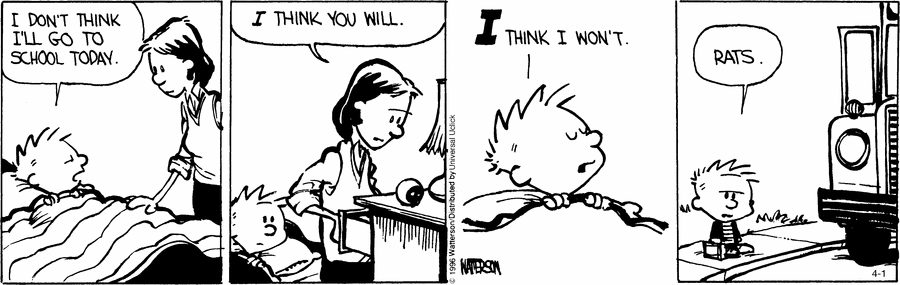 I DON'T THINK
I'LL GO TO
SCHOOL TODAY.
I THINK YOU WILL.
© 1996 Watterson/Distributed by Universal Uclick
I THINK I WON'T.
WATTERSON
RATS.
4-1